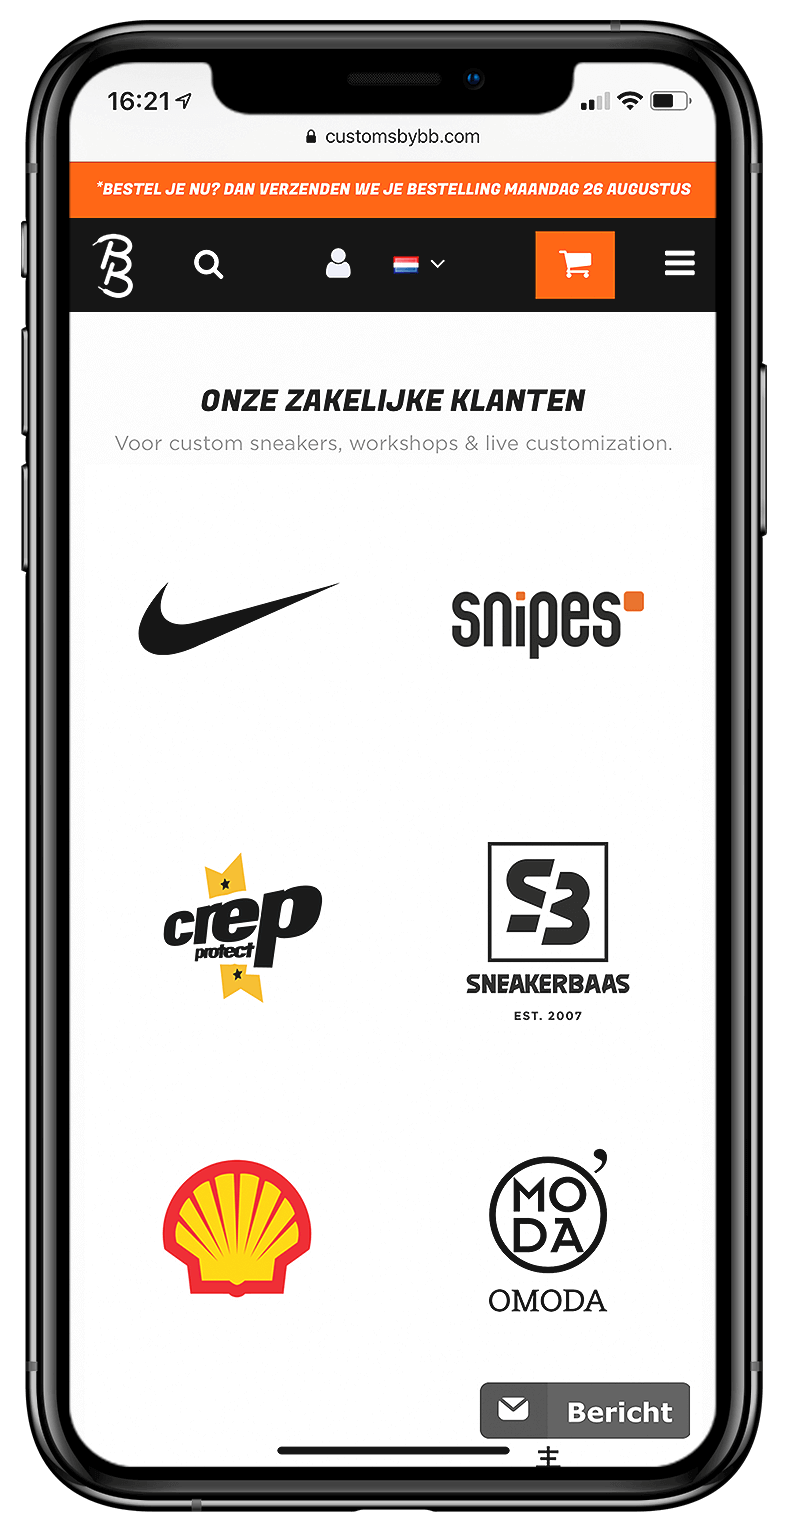 16:21
customsbybb.com
*BESTEL JE NU? DAN VERZENDEN WE JE BESTELLING MAANDAG 26 AUGUSTUS
BB
ONZE ZAKELIJKE KLANTEN
Voor custom sneakers, workshops & live customization.
snipes
crep
protect
SB
SNEAKERBAAS
EST. 2007
MO'
DA
OMODA
Bericht